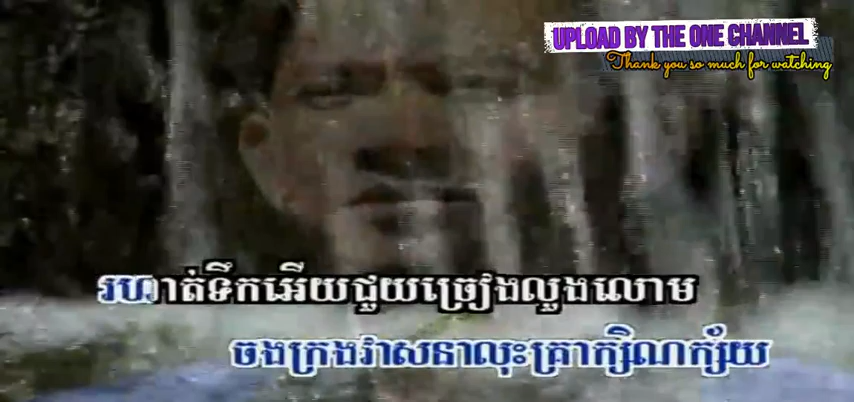 UPLOAD BY THE ONE CHANNEL
Thank you so much for watching
រហាត់ទឹកអើយជួយច្រៀងលួងលោម
ចងក្រងវាសនាលុះគ្រាក្សិណក្ស័យ